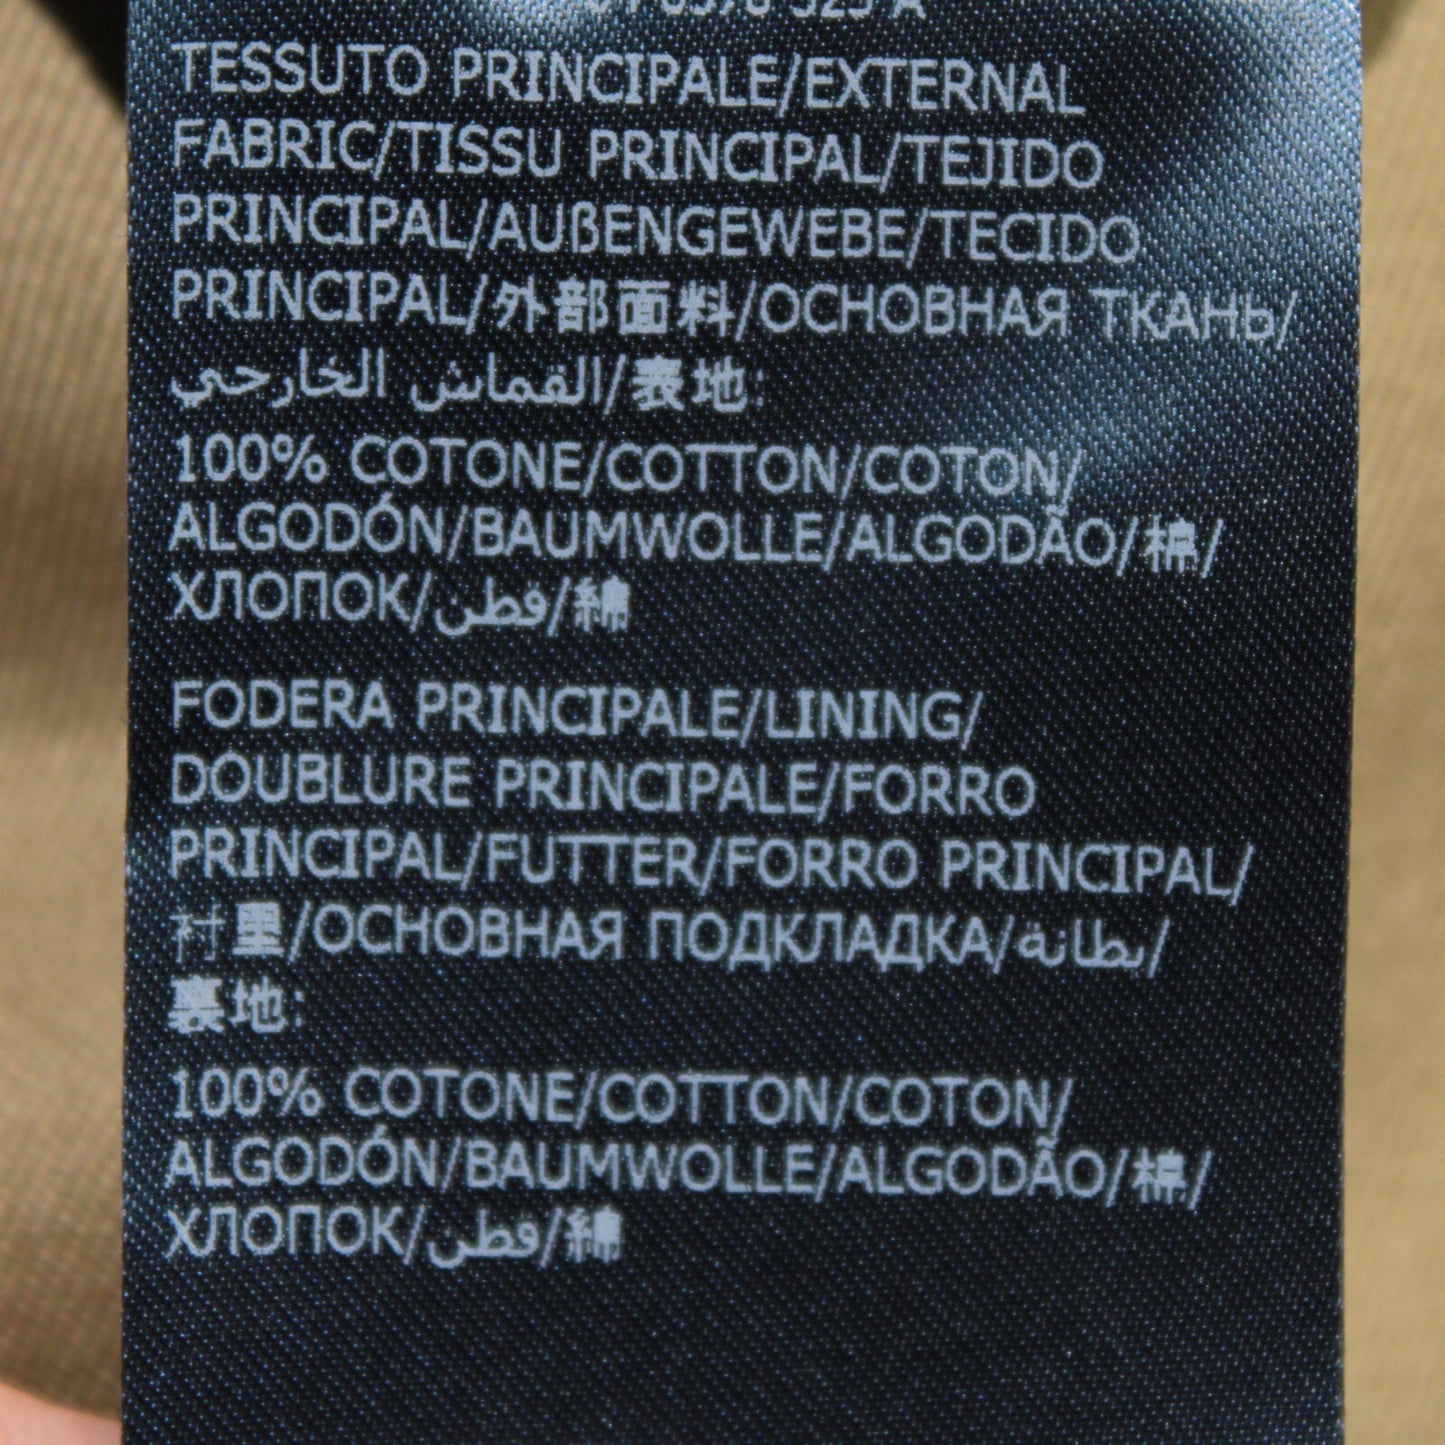 TESSUTO PRINCIPALE/EXTERNAL
FABRIC/TISSU PRINCIPAL/TEJIDO
PRINCIPAL/AUßENGEWEBE/TECIDO
PRINCIPAL/外部面料/ОСНОВНАЯ ТКАНЬ/
القماش الخارجي/表地:
100% COTONE/COTTON/COTON/
ALGODÓN/BAUMWOLLE/ALGODÃO/棉/
ХЛОПОК/قطن/綿
FODERA PRINCIPALE/LINING/
DOUBLURE PRINCIPALE/FORRO
PRINCIPAL/FUTTER/FORRO PRINCIPAL/
衬里/ОСНОВНАЯ ПОДКЛАДКА/بطانة/
裏地:
100% COTONE/COTTON/COTON/
ALGODÓN/BAUMWOLLE/ALGODÃO/棉/
ХЛОПОК/قطن/綿